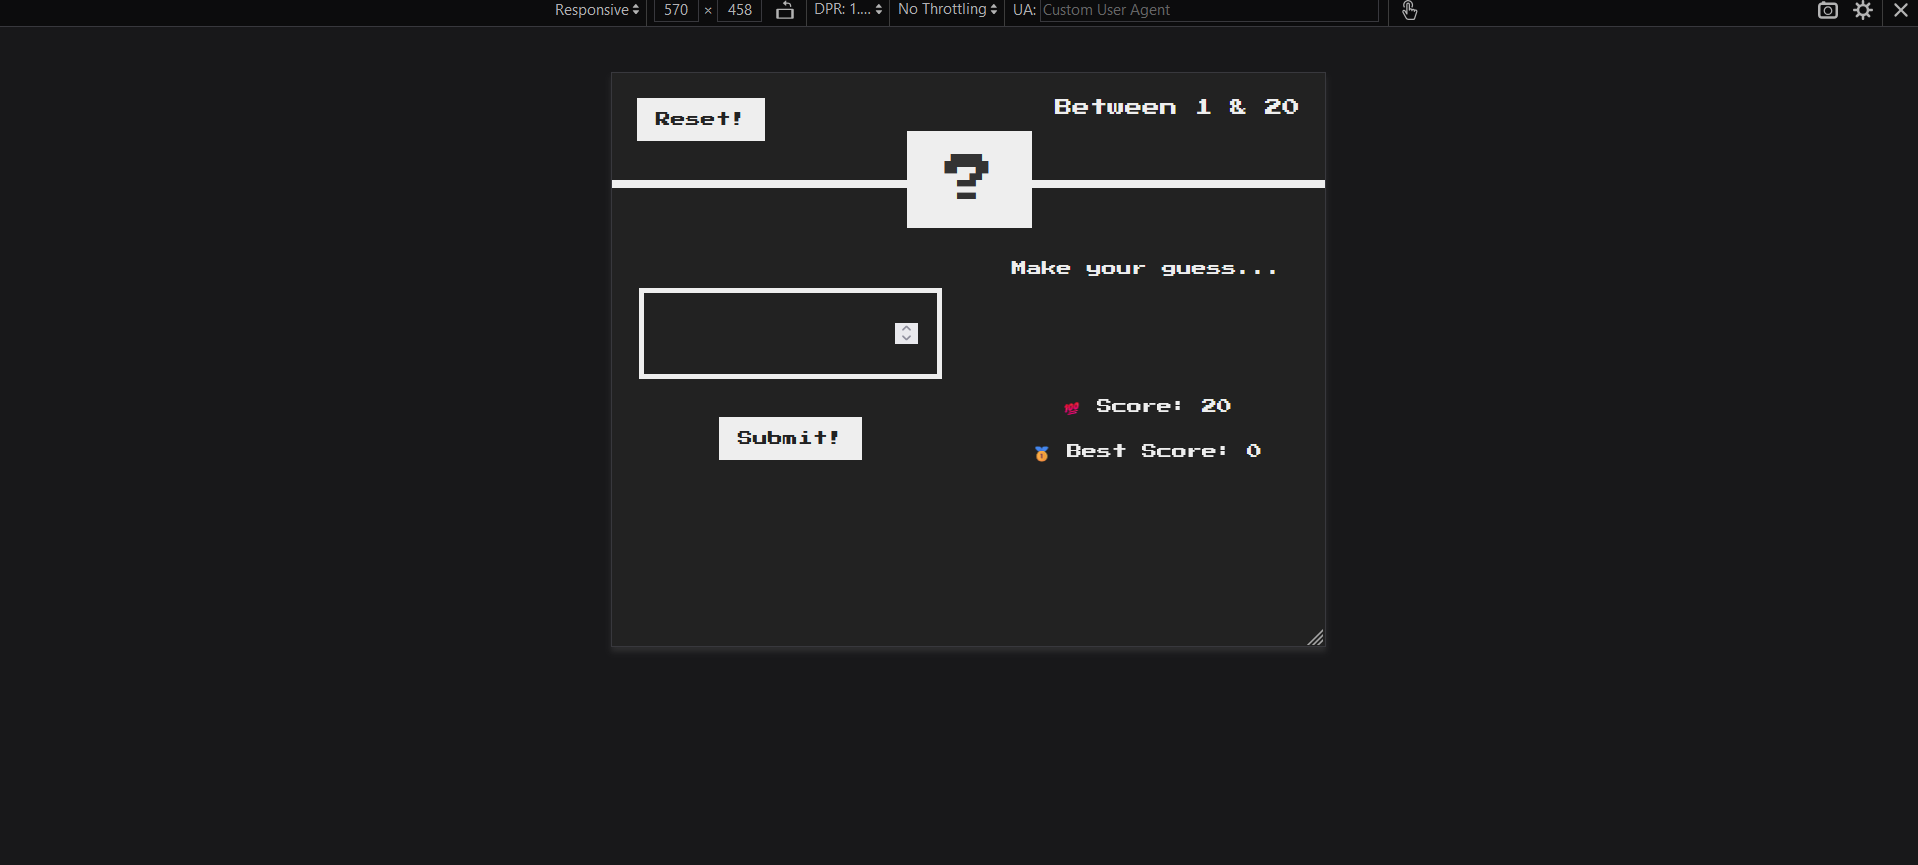 Responsive 570 × 458 DPR: 1.... No Throttling UA: Custom User Agent
Reset!
Between 1 & 20
?
Make your guess...
Submit!
💯 Score: 20
🥇 Best Score: 0